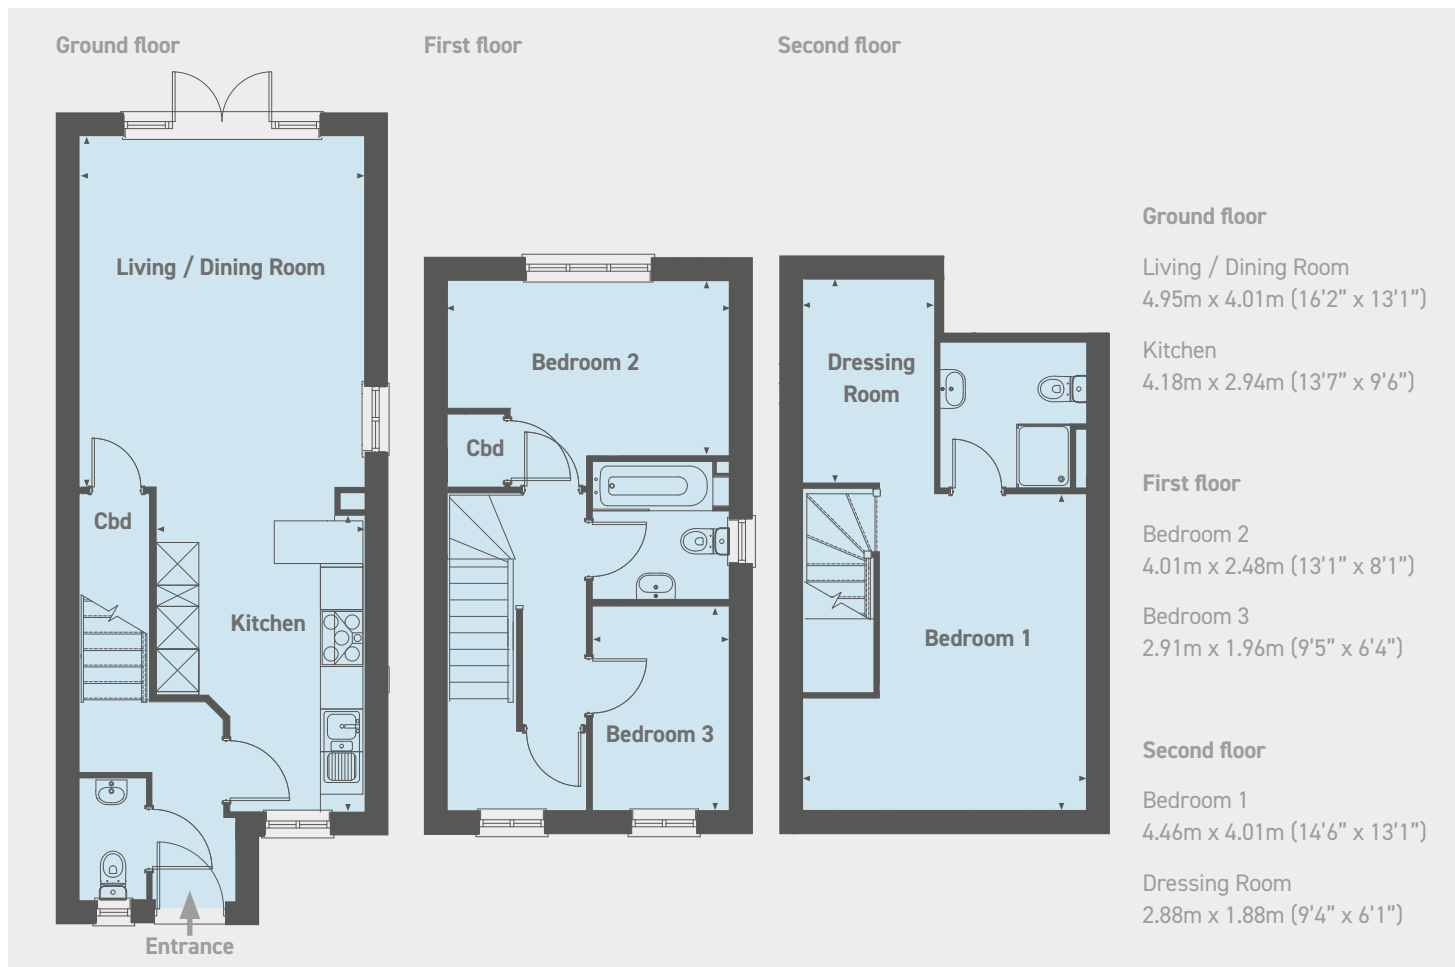 Ground floor
First floor
Second floor
Living / Dining Room
Cbd
Kitchen
Entrance
Bedroom 2
Cbd
Bedroom 3
Dressing
Room
Bedroom 1
Ground floor
Living / Dining Room
4.95m x 4.01m (16'2” x 13'1”)
Kitchen
4.18m x 2.94m (13'7” x 9'6”)
First floor
Bedroom 2
4.01m x 2.48m (13'1” x 8'1”)
Bedroom 3
2.91m x 1.96m (9'5” x 6'4”)
Second floor
Bedroom 1
4.46m x 4.01m (14'6” x 13'1”)
Dressing Room
2.88m x 1.88m (9'4” x 6'1”)